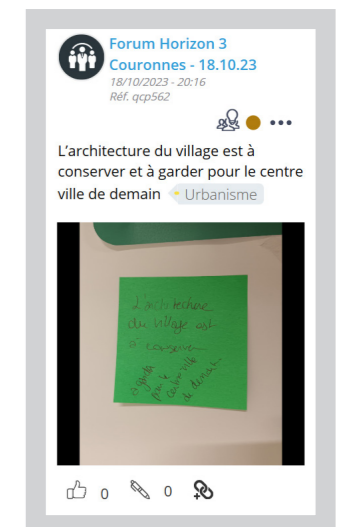 Forum Horizon 3
Couronnes - 18.10.23
18/10/2023 - 20:16
Réf. qcp562
L'architecture du village est à
conserver et à garder pour le centre
ville de demain Urbanisme
L'architecture
du village est
à conserver
à garder
pour le
centre ville
de demain.
0 0